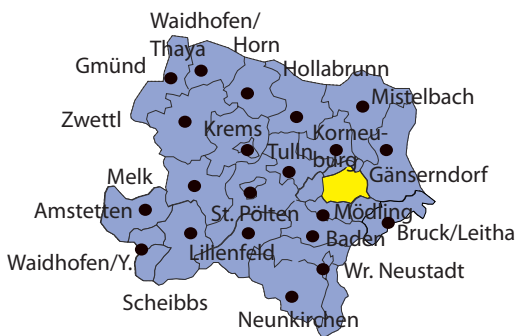 Waidhofen/
Thaya
Horn
Gmünd
Hollabrunn
Mistelbach
Zwettl
Krems
Korneu-
burg
Tulln
Gänserndorf
Melk
Amstetten
St. Pölten
Mödling
Bruck/Leitha
Baden
Lillenfeld
Waidhofen/Y.
Wr. Neustadt
Scheibbs
Neunkirchen